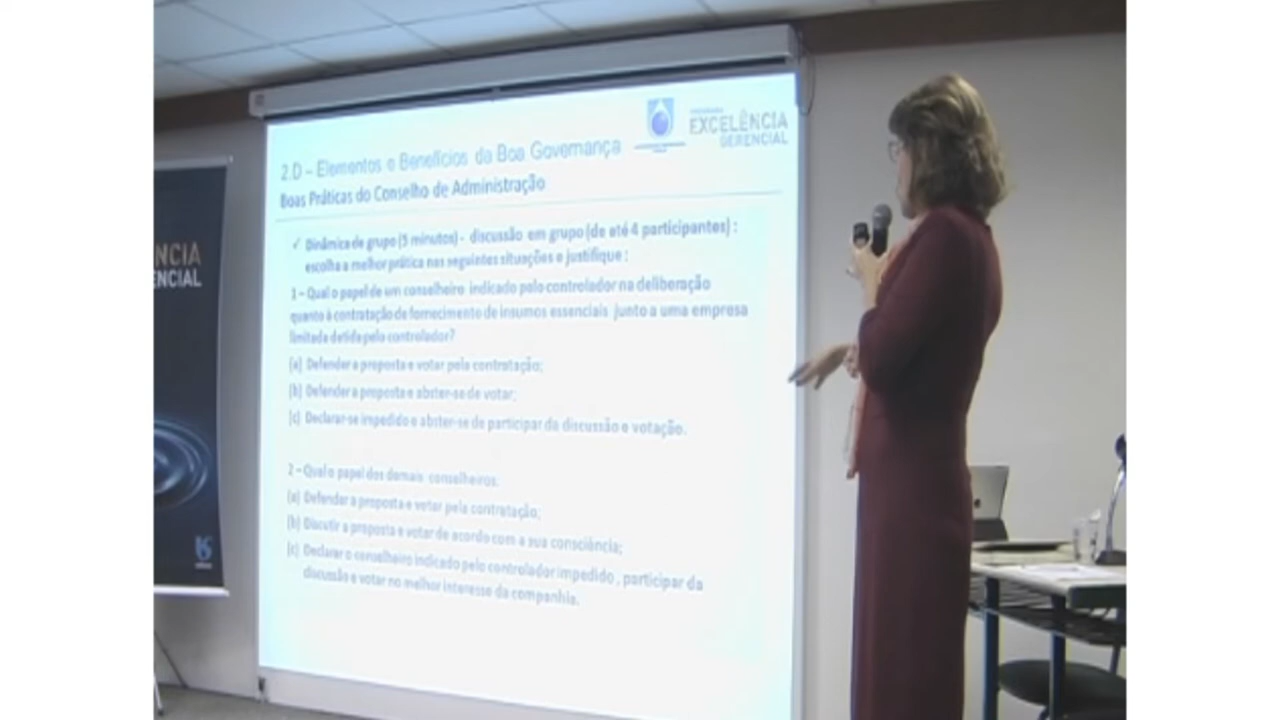 PROGRAMA
EXCELÊNCIA
GERENCIAL
2.D – Elementos e Benefícios da Boa Governança
Boas Práticas do Conselho de Administração
✓ Dinâmica de grupo (5 minutos) - discussão em grupo (de até 4 participantes) :
escolha a melhor prática nas seguintes situações e justifique :
1 – Qual o papel de um conselheiro indicado pelo controlador na deliberação
quanto à contratação de fornecimento de insumos essenciais junto a uma empresa
limitada detida pelo controlador?
(a) Defender a proposta e votar pela contratação;
(b) Defender a proposta e abster-se de votar;
(c) Declarar-se impedido e abster-se de participar da discussão e votação.
2 – Qual o papel dos demais conselheiros.
(a) Defender a proposta e votar pela contratação;
(b) Discutir a proposta e votar de acordo com a sua consciência;
(c) Declarar o conselheiro indicado pelo controlador impedido , participar da
discussão e votar no melhor interesse da companhia.
NCIA
ENCIAL